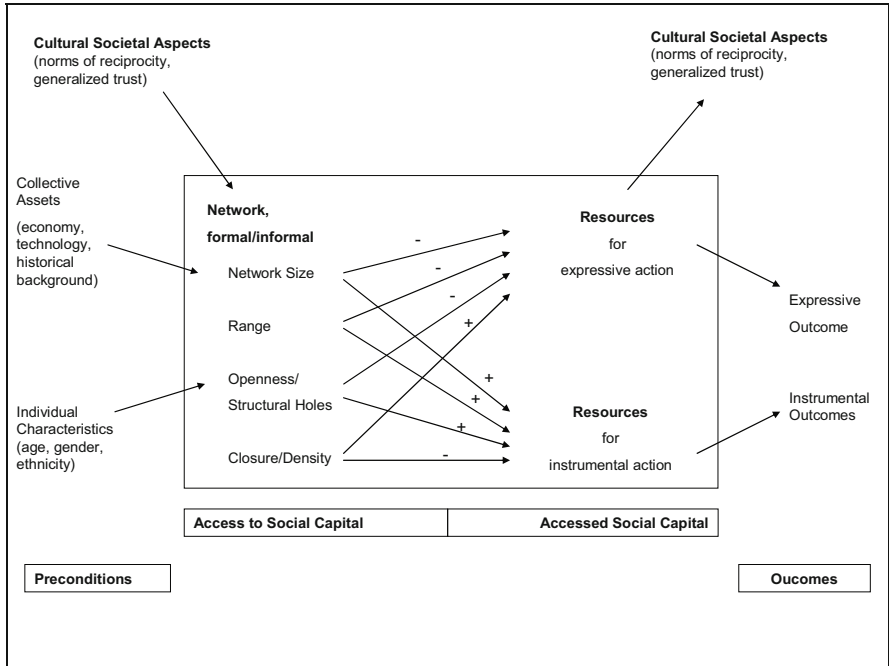 Cultural Societal Aspects
(norms of reciprocity,
generalized trust)
Cultural Societal Aspects
(norms of reciprocity,
generalized trust)
Collective
Assets
(economy,
technology,
historical
background)
Individual
Characteristics
(age, gender,
ethnicity)
Network,
formal/informal
Network Size
Range
Openness/
Structural Holes
Closure/Density
-
-
-
+
+
+
+
-
Resources
for
expressive action
Resources
for
instrumental action
Expressive
Outcome
Instrumental
Outcomes
Access to Social Capital
Accessed Social Capital
Preconditions
Oucomes